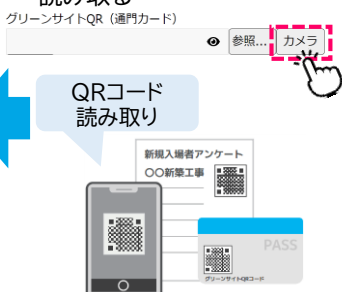 読み取る
グリーンサイトQR（通門カード）
参照... カメラ
QRコード
読み取り
新規入場者アンケート
〇〇新築工事
PASS
グリーンサイトQRコード